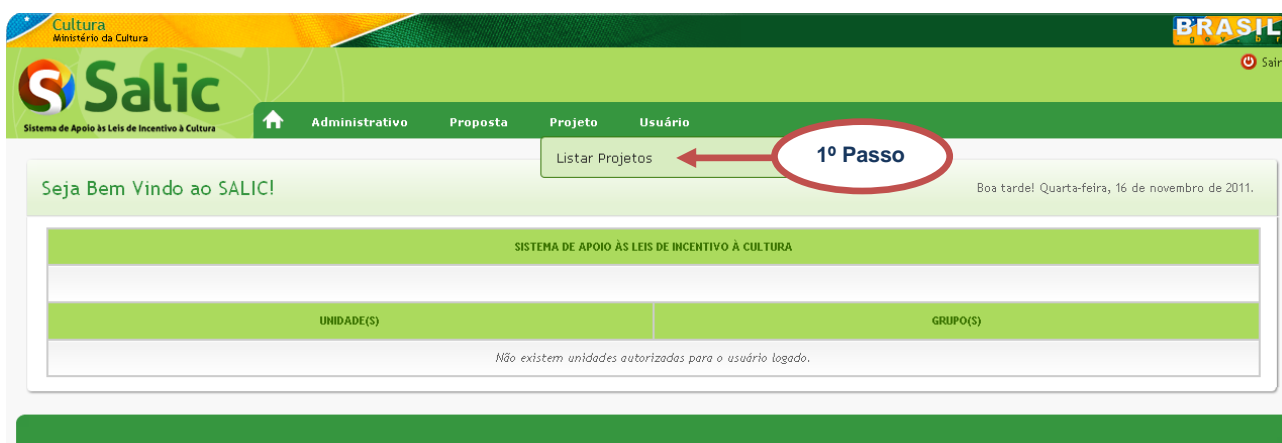 Cultura
Ministério da Cultura
BRASIL
.gov.br
Sair
Salic
Sistema de Apoio às Leis de Incentivo à Cultura
Administrativo Proposta Projeto Usuário
Listar Projetos
1º Passo
Seja Bem Vindo ao SALIC!
Boa tarde! Quarta-feira, 16 de novembro de 2011.
SISTEMA DE APOIO ÀS LEIS DE INCENTIVO À CULTURA
UNIDADE(S) GRUPO(S)
Não existem unidades autorizadas para o usuário logado.